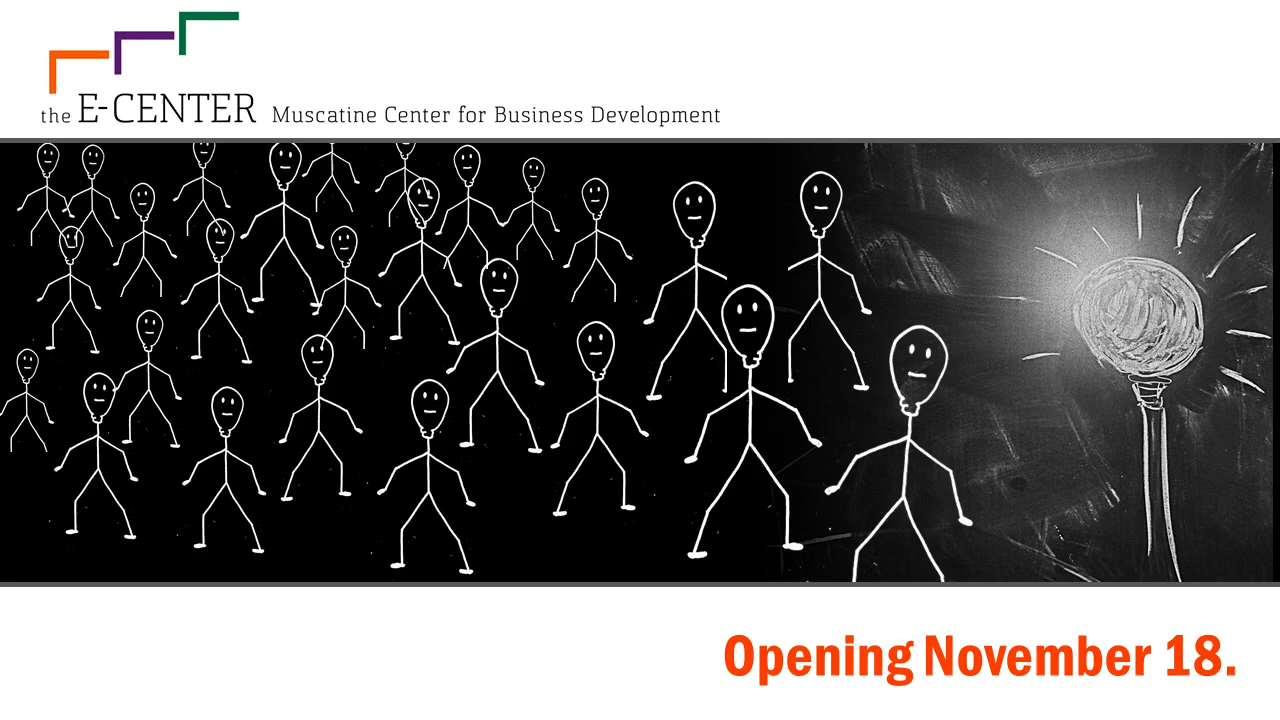 the E-CENTER Muscatine Center for Business Development
Opening November 18.